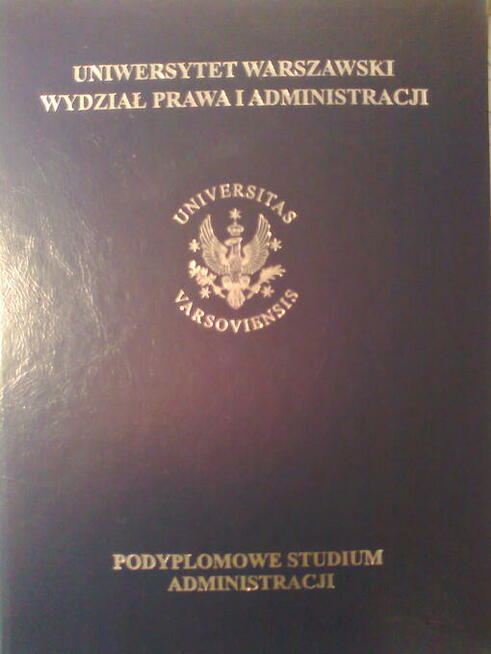 UNIWERSYTET WARSZAWSKI
WYDZIAŁ PRAWA I ADMINISTRACJI
UNIVERSITAS
VARSOVIENSIS
PODYPLOMOWE STUDIUM
ADMINISTRACJI